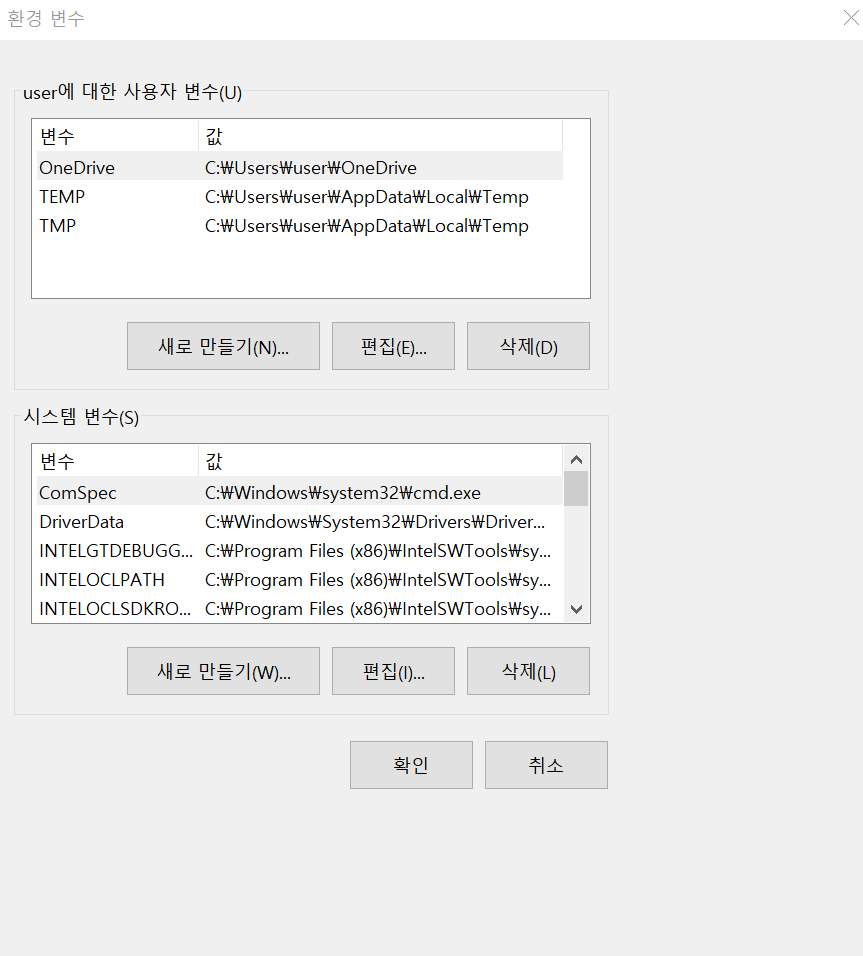 환경 변수
user에 대한 사용자 변수(U)
변수 값
OneDrive C:₩Users₩user₩OneDrive
TEMP C:₩Users₩user₩AppData₩Local₩Temp
TMP C:₩Users₩user₩AppData₩Local₩Temp
새로 만들기(N)... 편집(E)... 삭제(D)
시스템 변수(S)
변수 값
ComSpec C:₩Windows₩system32₩cmd.exe
DriverData C:₩Windows₩System32₩Drivers₩Driver...
INTELGTDEBUGG... C:₩Program Files (x86)₩IntelSWTools₩sy...
INTELOCLPATH C:₩Program Files (x86)₩IntelSWTools₩sy...
INTELOCLSDKRO... C:₩Program Files (x86)₩IntelSWTools₩sy...
새로 만들기(W)... 편집(I)... 삭제(L)
확인 취소